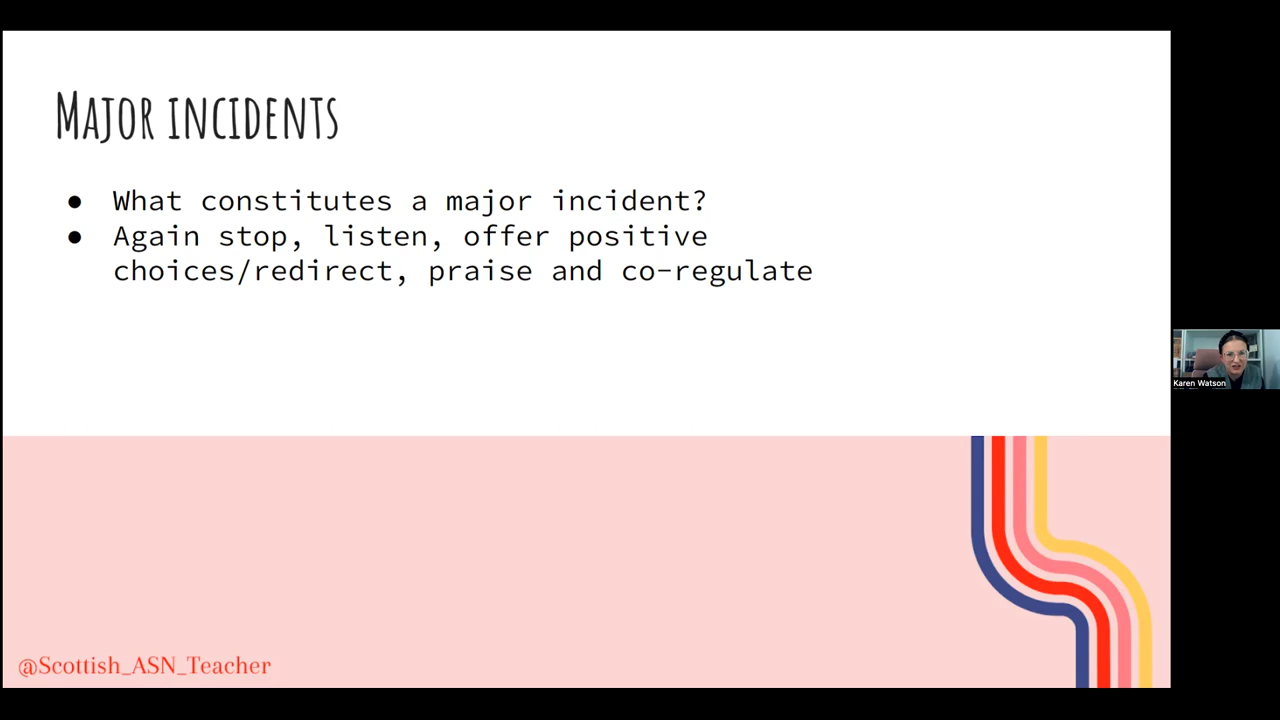 Major incidents
● What constitutes a major incident?
● Again stop, listen, offer positive
choices/redirect, praise and co-regulate
Karen Watson
@Scottish_ASN_Teacher